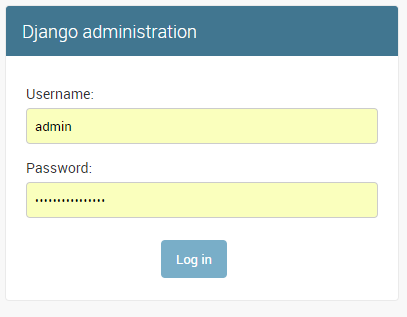 Django administration
Username:
admin
Password:
••••••••••••••••
Log in